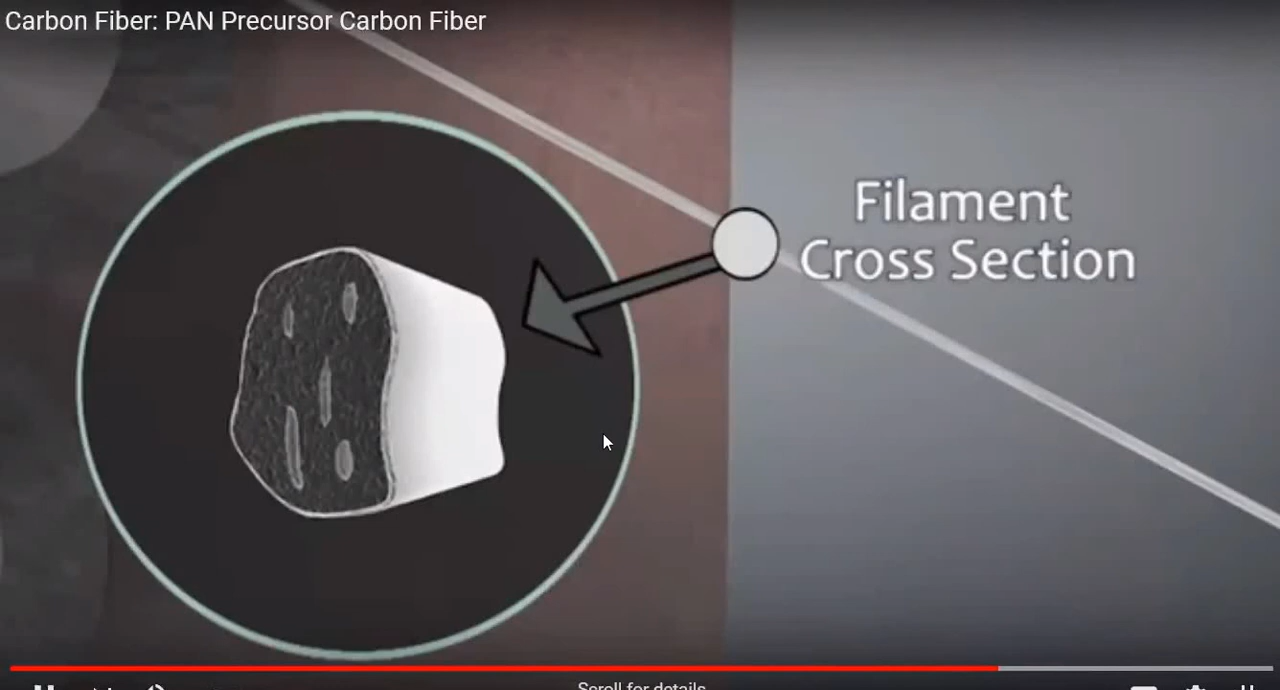 Carbon Fiber: PAN Precursor Carbon Fiber
Filament
Cross Section
Scroll for details